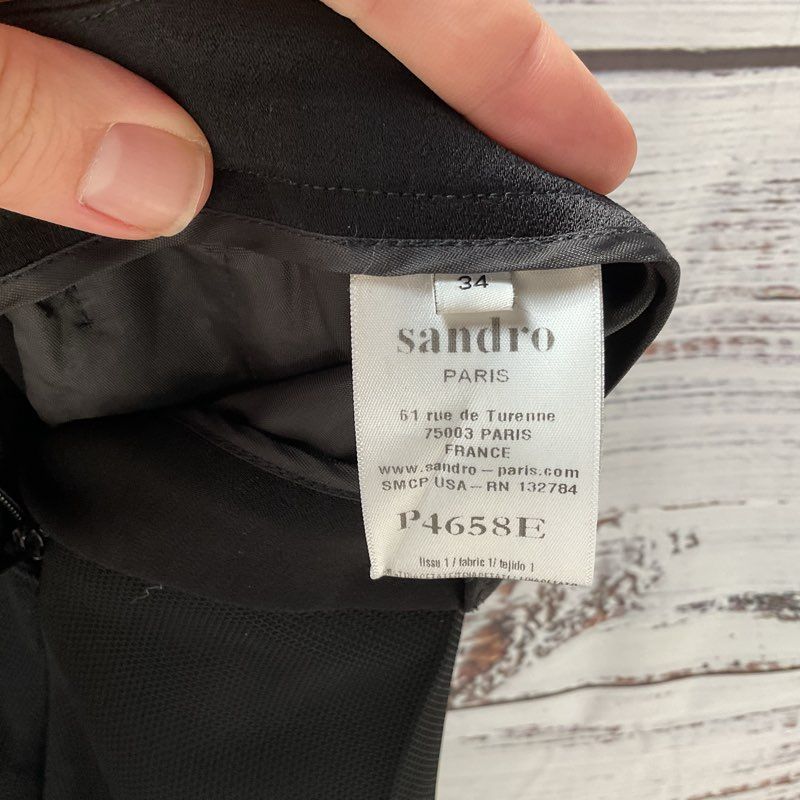 34
sandro
PARIS
61 rue de Turenne
75003 PARIS
FRANCE
www.sandro-paris.com
SMCP USA-RN 132784
P4658E
tissu 1 / fabric 1/ tejido 1